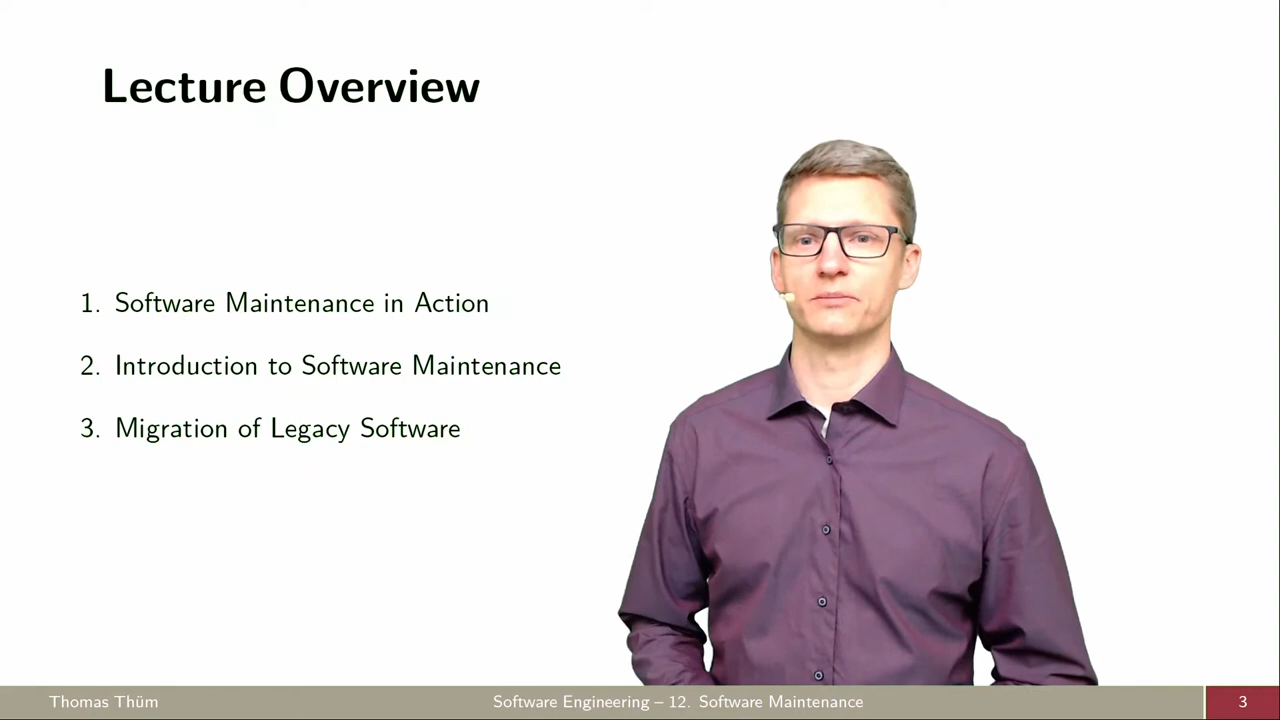 Lecture Overview
1. Software Maintenance in Action
2. Introduction to Software Maintenance
3. Migration of Legacy Software
Thomas Thüm
Software Engineering – 12. Software Maintenance
3